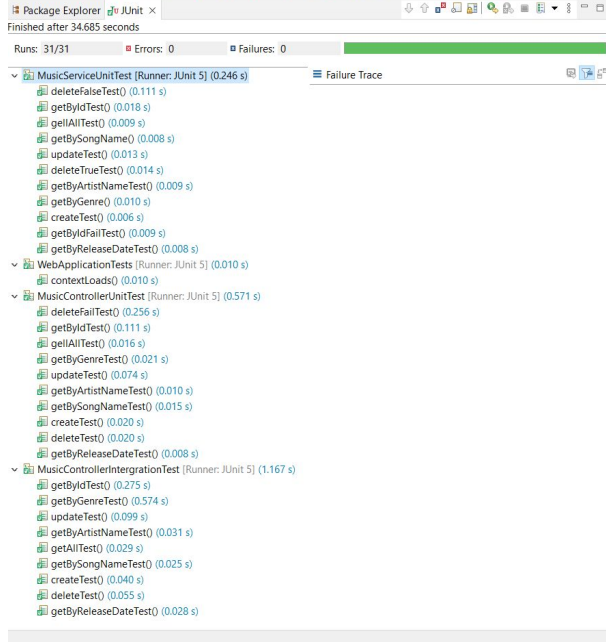 Package Explorer JUnit ×
Finished after 34.685 seconds
Runs: 31/31 Errors: 0 Failures: 0
MusicServiceUnitTest [Runner: JUnit 5] (0.246 s)
Failure Trace
deleteFalseTest() (0.111 s)
getByIdTest() (0.018 s)
gellAllTest() (0.009 s)
getBySongName() (0.008 s)
updateTest() (0.013 s)
deleteTrueTest() (0.014 s)
getByArtistNameTest() (0.009 s)
getByGenre() (0.010 s)
createTest() (0.006 s)
getByIdFailTest() (0.009 s)
getByReleaseDateTest() (0.008 s)
WebApplicationTests [Runner: JUnit 5] (0.010 s)
contextLoads() (0.010 s)
MusicControllerUnitTest [Runner: JUnit 5] (0.571 s)
deleteFailTest() (0.256 s)
getByIdTest() (0.111 s)
gellAllTest() (0.016 s)
getByGenreTest() (0.021 s)
updateTest() (0.074 s)
getByArtistNameTest() (0.010 s)
getBySongNameTest() (0.015 s)
createTest() (0.020 s)
deleteTest() (0.020 s)
getByReleaseDateTest() (0.008 s)
MusicControllerIntergrationTest [Runner: JUnit 5] (1.167 s)
getByIdTest() (0.275 s)
getByGenreTest() (0.574 s)
updateTest() (0.099 s)
getByArtistNameTest() (0.031 s)
getAllTest() (0.029 s)
getBySongNameTest() (0.025 s)
createTest() (0.040 s)
deleteTest() (0.055 s)
getByReleaseDateTest() (0.028 s)